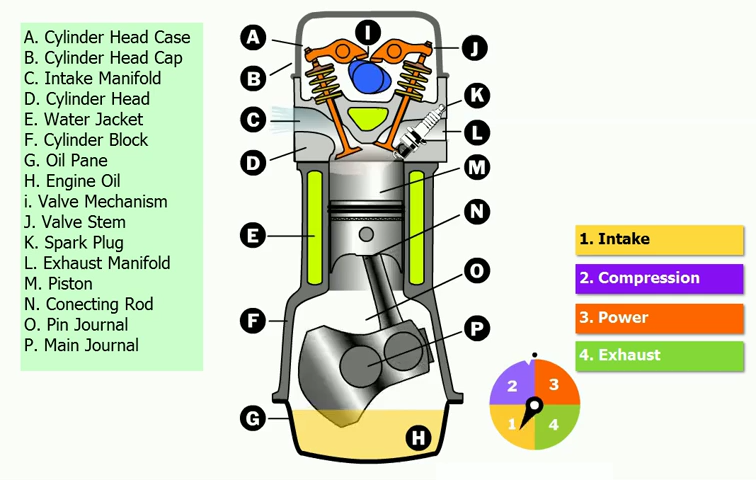 A. Cylinder Head Case
B. Cylinder Head Cap
C. Intake Manifold
D. Cylinder Head
E. Water Jacket
F. Cylinder Block
G. Oil Pane
H. Engine Oil
i. Valve Mechanism
J. Valve Stem
K. Spark Plug
L. Exhaust Manifold
M. Piston
N. Conecting Rod
O. Pin Journal
P. Main Journal
A
B
C
D
E
F
G
H
I
J
K
L
M
N
O
P
1. Intake
2. Compression
3. Power
4. Exhaust
2 3
1 4